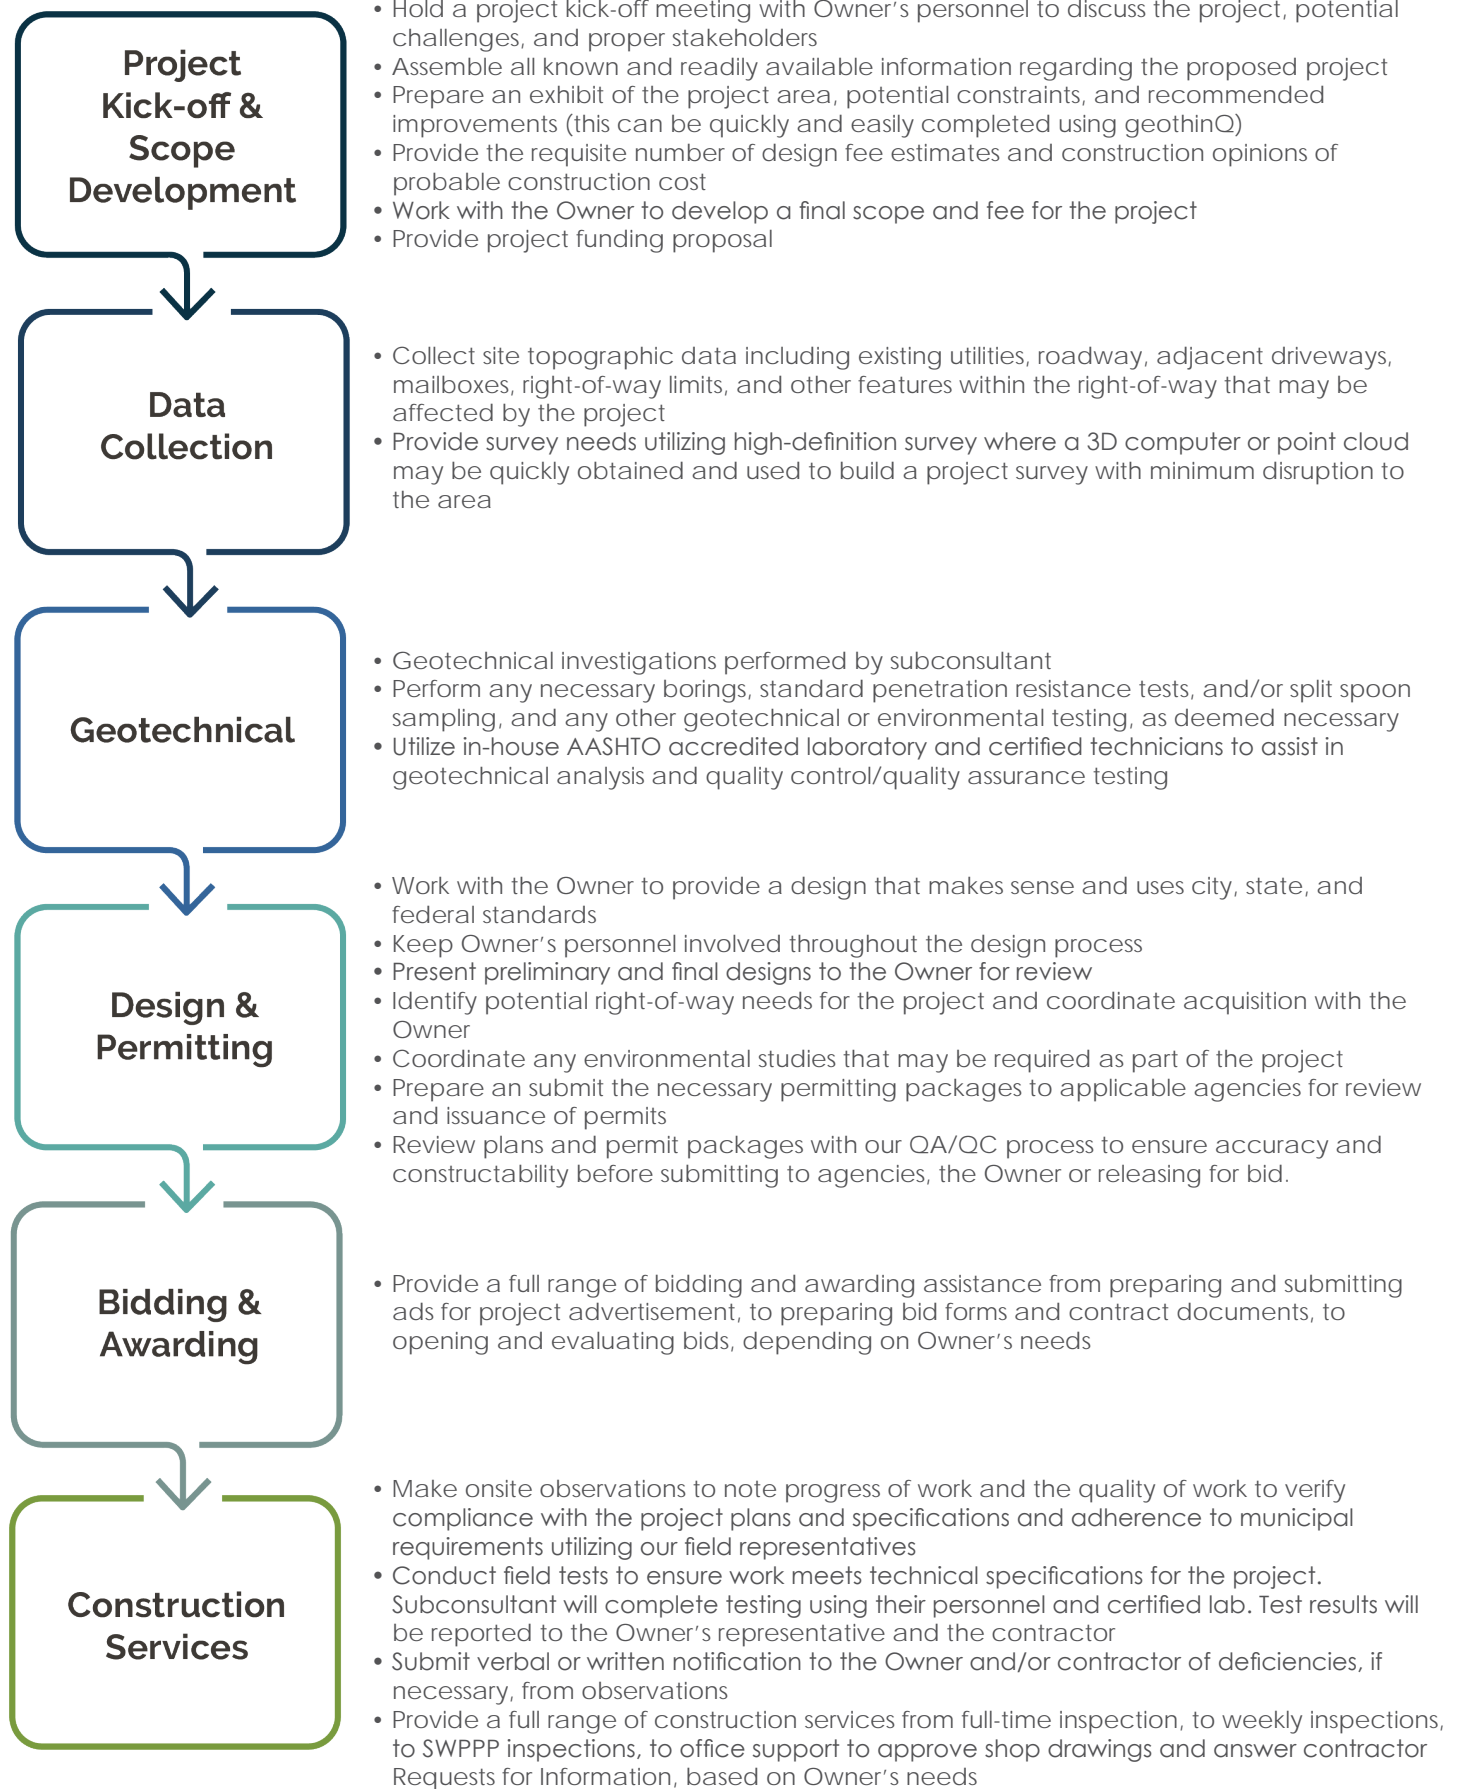 Project
Kick-off &
Scope
Development
• Hold a project kick-off meeting with Owner's personnel to discuss the project, potential
challenges, and proper stakeholders
• Assemble all known and readily available information regarding the proposed project
• Prepare an exhibit of the project area, potential constraints, and recommended
improvements (this can be quickly and easily completed using geothinQ)
• Provide the requisite number of design fee estimates and construction opinions of
probable construction cost
• Work with the Owner to develop a final scope and fee for the project
• Provide project funding proposal
Data
Collection
• Collect site topographic data including existing utilities, roadway, adjacent driveways,
mailboxes, right-of-way limits, and other features within the right-of-way that may be
affected by the project
• Provide survey needs utilizing high-definition survey where a 3D computer or point cloud
may be quickly obtained and used to build a project survey with minimum disruption to
the area
Geotechnical
• Geotechnical investigations performed by subconsultant
• Perform any necessary borings, standard penetration resistance tests, and/or split spoon
sampling, and any other geotechnical or environmental testing, as deemed necessary
• Utilize in-house AASHTO accredited laboratory and certified technicians to assist in
geotechnical analysis and quality control/quality assurance testing
Design &
Permitting
• Work with the Owner to provide a design that makes sense and uses city, state, and
federal standards
• Keep Owner's personnel involved throughout the design process
• Present preliminary and final designs to the Owner for review
• Identify potential right-of-way needs for the project and coordinate acquisition with the
Owner
• Coordinate any environmental studies that may be required as part of the project
• Prepare an submit the necessary permitting packages to applicable agencies for review
and issuance of permits
• Review plans and permit packages with our QA/QC process to ensure accuracy and
constructability before submitting to agencies, the Owner or releasing for bid.
Bidding &
Awarding
• Provide a full range of bidding and awarding assistance from preparing and submitting
ads for project advertisement, to preparing bid forms and contract documents, to
opening and evaluating bids, depending on Owner's needs
Construction
Services
• Make onsite observations to note progress of work and the quality of work to verify
compliance with the project plans and specifications and adherence to municipal
requirements utilizing our field representatives
• Conduct field tests to ensure work meets technical specifications for the project.
Subconsultant will complete testing using their personnel and certified lab. Test results will
be reported to the Owner's representative and the contractor
• Submit verbal or written notification to the Owner and/or contractor of deficiencies, if
necessary, from observations
• Provide a full range of construction services from full-time inspection, to weekly inspections,
to SWPPP inspections, to office support to approve shop drawings and answer contractor
Requests for Information, based on Owner's needs